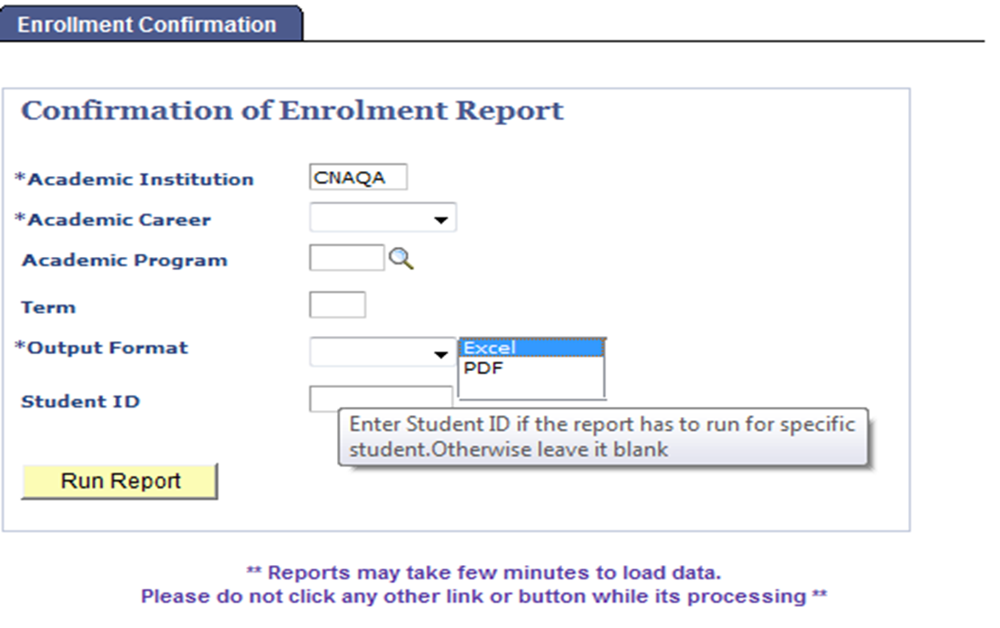 Enrollment Confirmation
Confirmation of Enrolment Report
*Academic Institution CNAQA
*Academic Career
Academic Program
Term
*Output Format Excel
PDF
Student ID
Enter Student ID if the report has to run for specific
student.Otherwise leave it blank
Run Report
** Reports may take few minutes to load data.
Please do not click any other link or button while its processing **